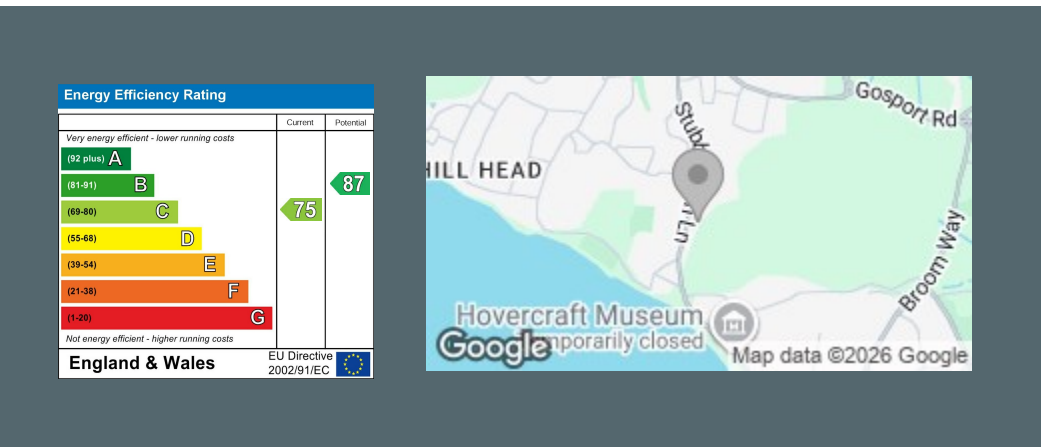 Energy Efficiency Rating
Current Potential
Very energy efficient - lower running costs
(92 plus) A
(81-91) B
87
(69-80) C
75
(55-68) D
(39-54) E
(21-38) F
(1-20) G
Not energy efficient - higher running costs
England & Wales
EU Directive
2002/91/EC
Gosport Rd
HILL HEAD
Ln
Broom Way
Hovercraft Museum
closed
Google
Map data ©2026 Google